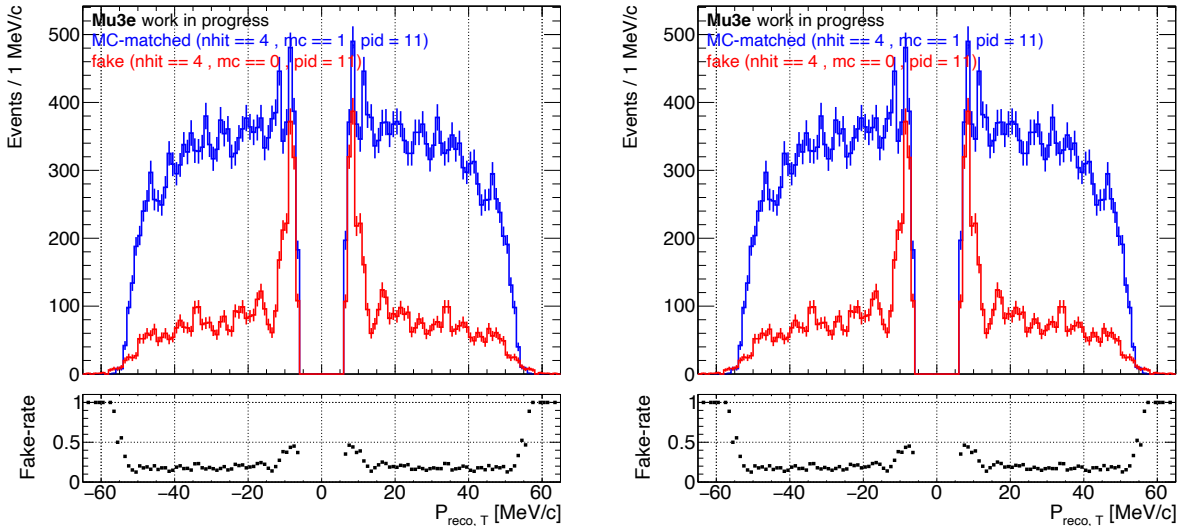 Mu3e work in progress
MC-matched (nhit == 4 , mc == 1 , pid = 11)
fake (nhit == 4 , mc == 0 , pid = 11)
Events / 1 MeV/c
500
400
300
200
100
0
Fake-rate
1
0.5
0
−60 −40 −20 0 20 40 60
P reco, T [MeV/c]
Mu3e work in progress
MC-matched (nhit == 4 , mc == 1 , pid = 11)
fake (nhit == 4 , mc == 0 , pid = 11)
Events / 1 MeV/c
500
400
300
200
100
0
Fake-rate
1
0.5
0
−60 −40 −20 0 20 40 60
P reco, T [MeV/c]